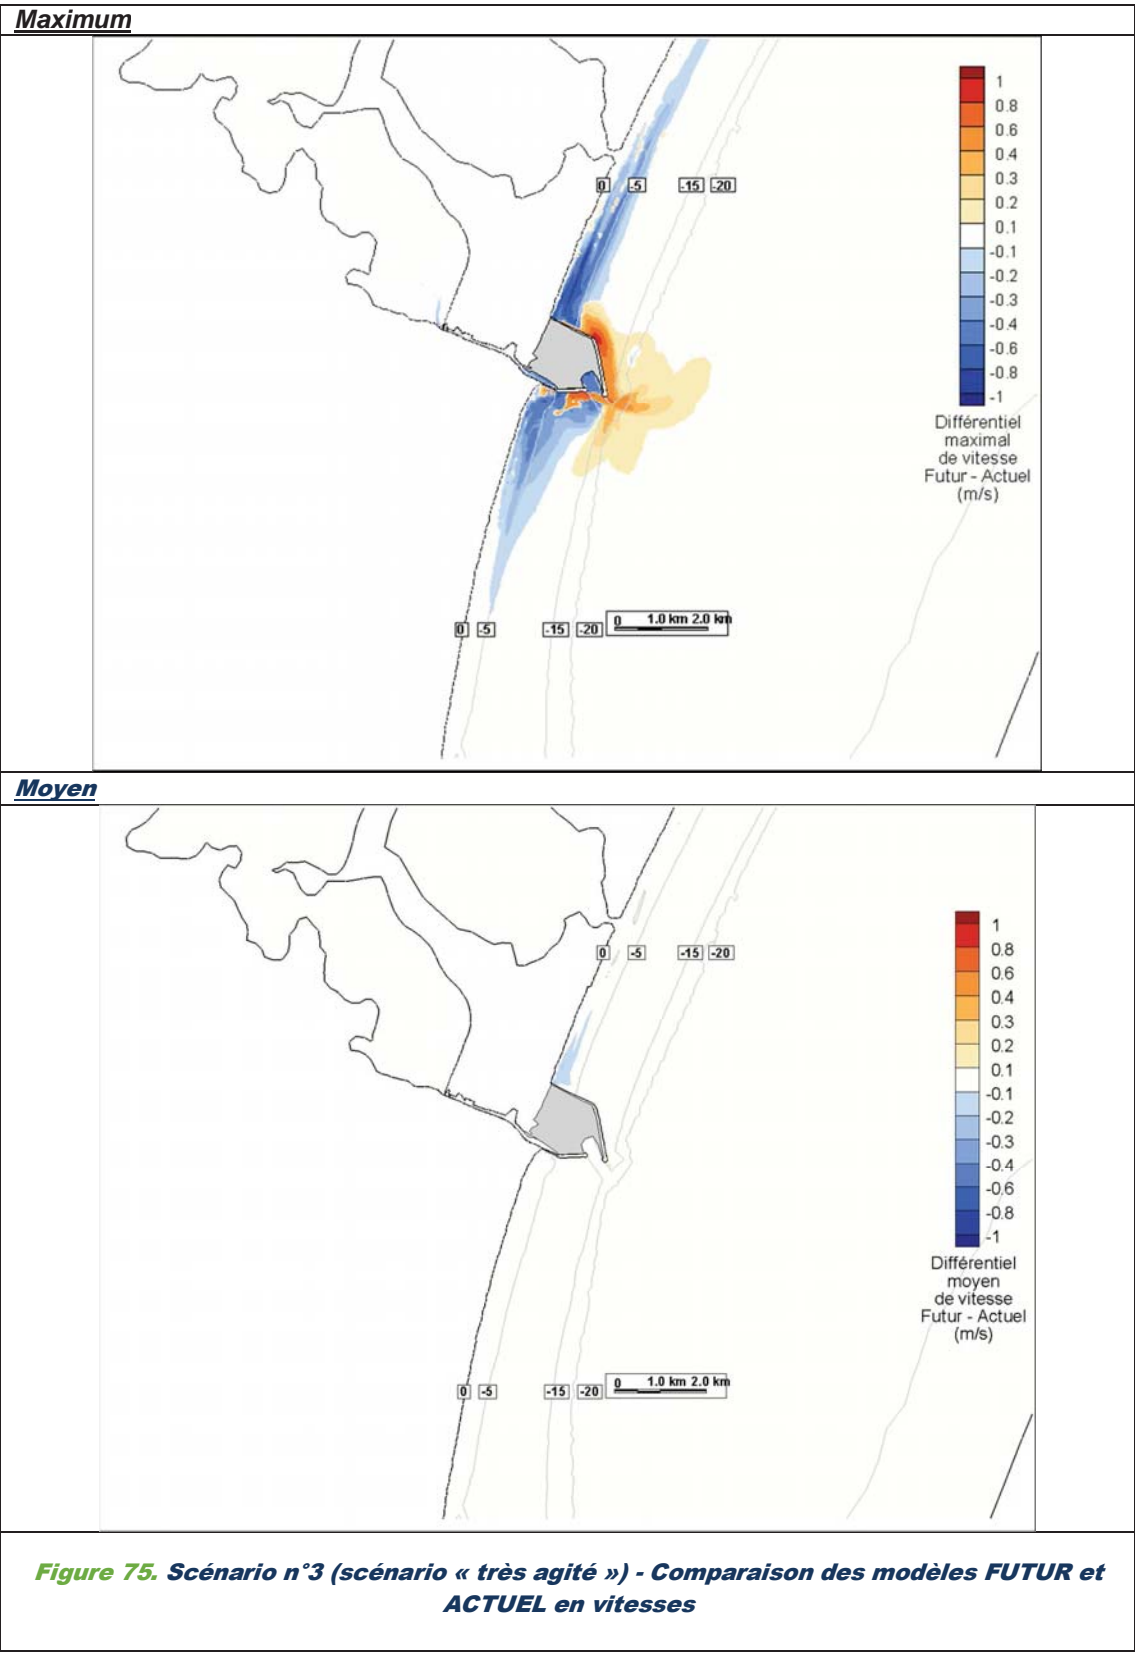 Maximum
0 -5 -15 -20
1
0.8
0.6
0.4
0.3
0.2
0.1
-0.1
-0.2
-0.3
-0.4
-0.6
-0.8
-1
Différentiel
maximal
de vitesse
Futur - Actuel
(m/s)
0 -5 -15 -20
0 1.0 km 2.0 km
Moyen
0 -5 -15 -20
1
0.8
0.6
0.4
0.3
0.2
0.1
-0.1
-0.2
-0.3
-0.4
-0.6
-0.8
-1
Différentiel
moyen
de vitesse
Futur - Actuel
(m/s)
0 -5 -15 -20
0 1.0 km 2.0 km
Figure 75. Scénario n°3 (scénario « très agité ») - Comparaison des modèles FUTUR et
ACTUEL en vitesses